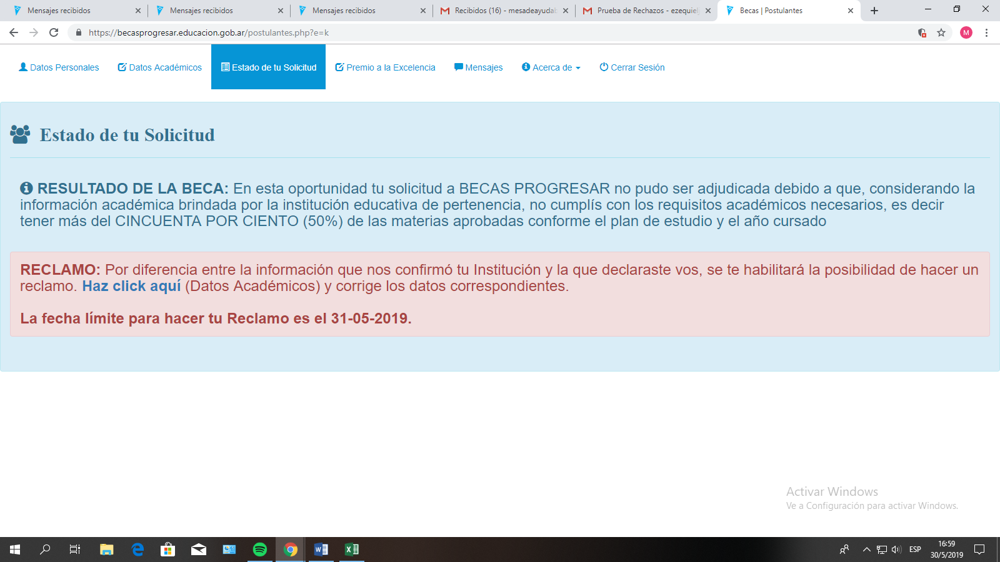 Mensajes recibidos
Mensajes recibidos
Mensajes recibidos
Recibidos (16) - mesadeayudab
Prueba de Rechazos - ezequiel
Becas | Postulantes
https://becasprogresar.educacion.gob.ar/postulantes.php?e=k
M
Datos Personales
Datos Académicos
Estado de tu Solicitud
Premio a la Excelencia
Mensajes
Acerca de
Cerrar Sesión
Estado de tu Solicitud
RESULTADO DE LA BECA: En esta oportunidad tu solicitud a BECAS PROGRESAR no pudo ser adjudicada debido a que, considerando la
información académica brindada por la institución educativa de pertenencia, no cumplís con los requisitos académicos necesarios, es decir
tener más del CINCUENTA POR CIENTO (50%) de las materias aprobadas conforme el plan de estudio y el año cursado
RECLAMO: Por diferencia entre la información que nos confirmó tu Institución y la que declaraste vos, se te habilitará la posibilidad de hacer un
reclamo. Haz click aquí (Datos Académicos) y corrige los datos correspondientes.
La fecha límite para hacer tu Reclamo es el 31-05-2019.
Activar Windows
Ve a Configuración para activar Windows.
ESP
16:59
30/5/2019